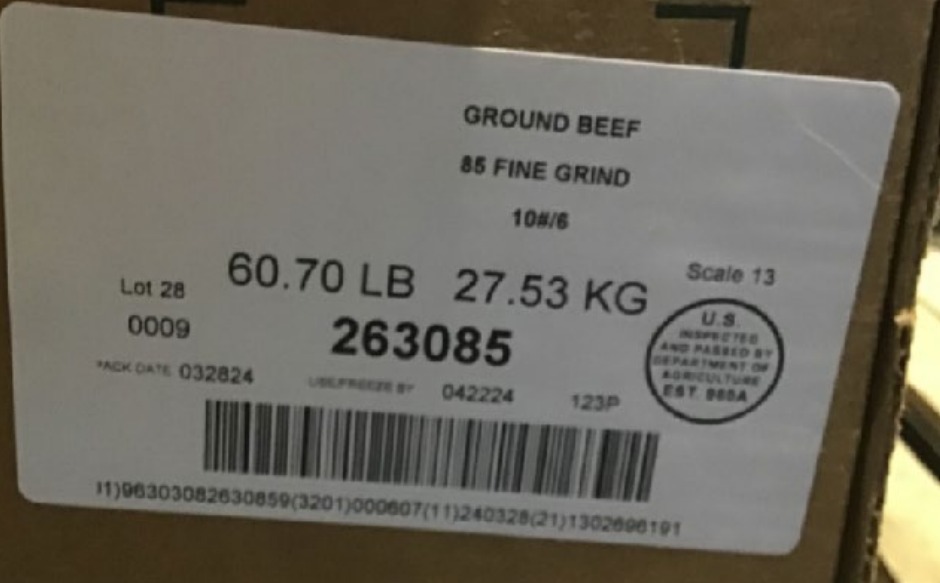 GROUND BEEF
85 FINE GRIND
10#/6
60.70 LB 27.53 KG
Scale 13
Lot 28
0009
263085
PACK DATE 032824
USE/FREEZE BY 042224
123P
U.S.
INSPECTED
AND PASSED BY
DEPARTMENT OF
AGRICULTURE
EST.
1)96303082630859(3201)000607(11)240328(21)1302696191